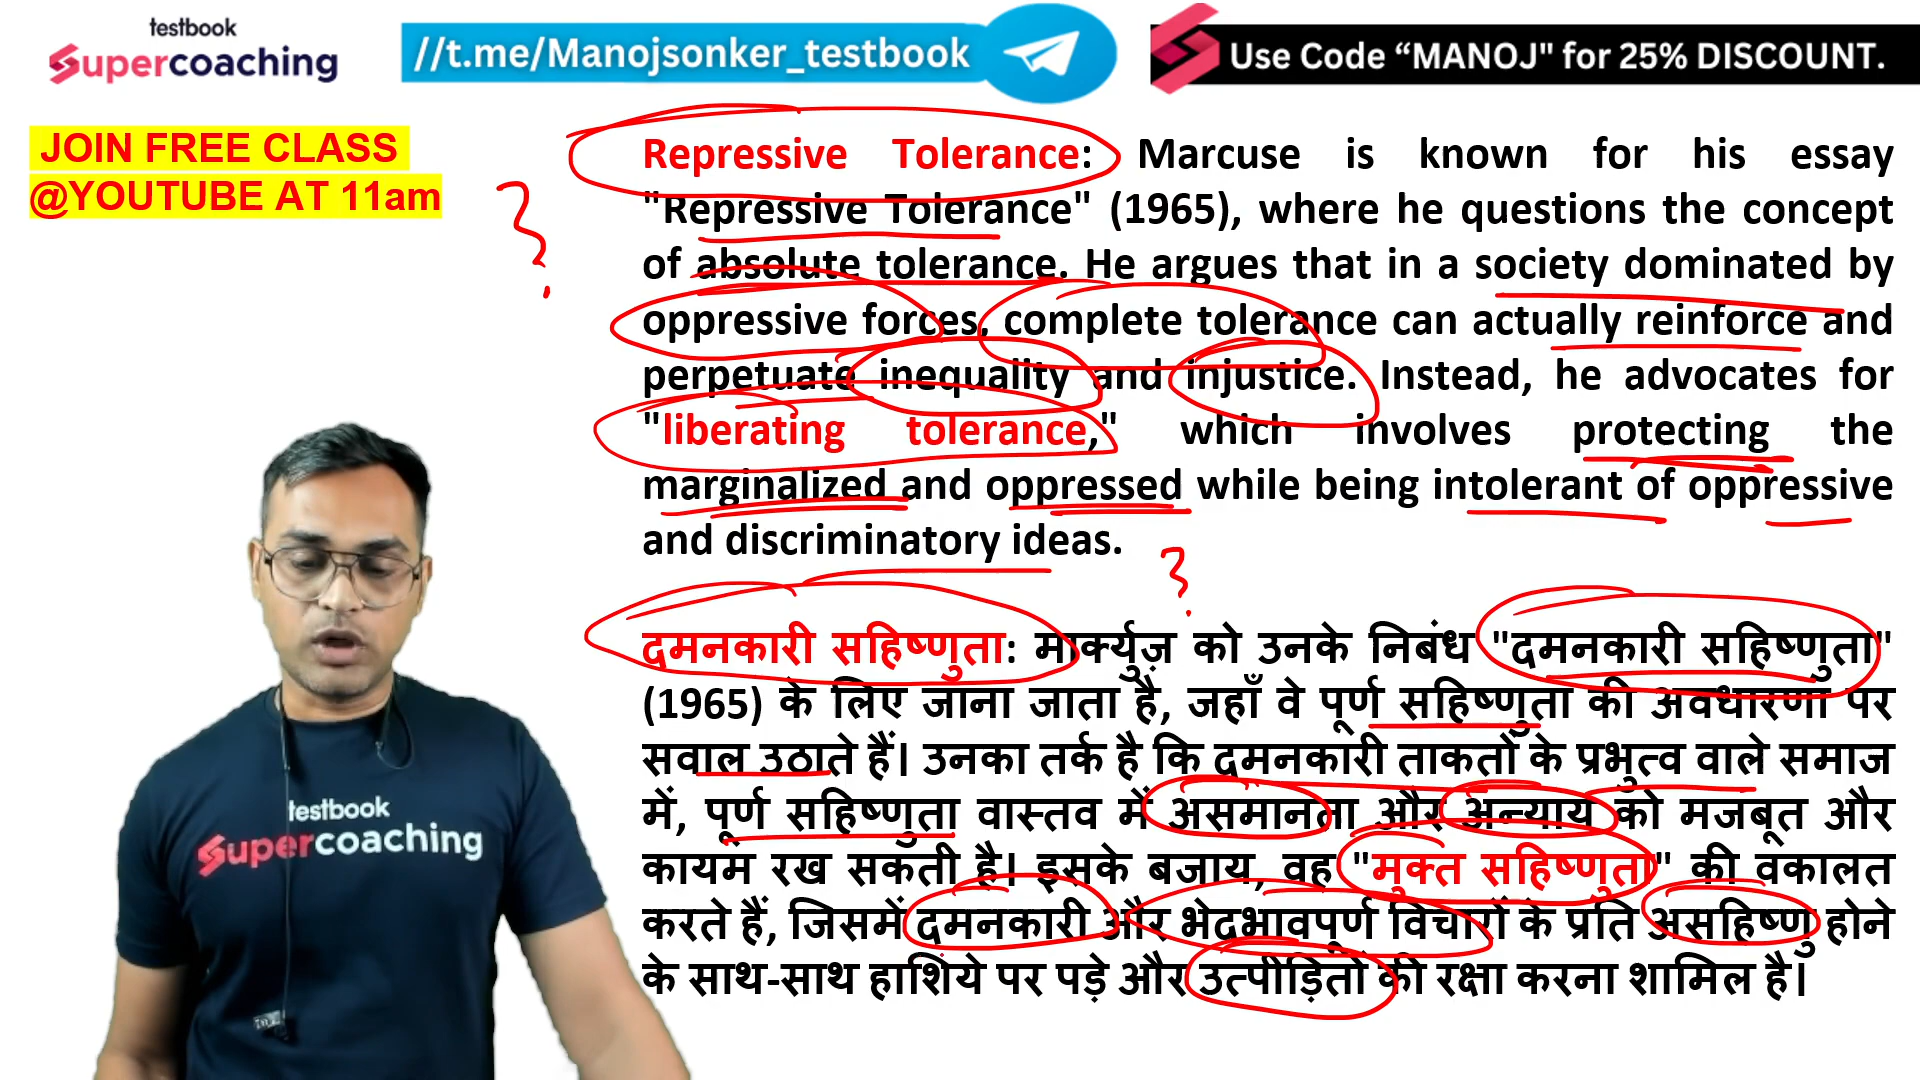 testbook
Supercoaching
//t.me/Manojsonker_testbook
Use Code “MANOJ" for 25% DISCOUNT.
JOIN FREE CLASS
@YOUTUBE AT 11am
Repressive Tolerance: Marcuse is known for his essay
"Repressive Tolerance" (1965), where he questions the concept
of absolute tolerance. He argues that in a society dominated by
oppressive forces, complete tolerance can actually reinforce and
perpetuate inequality and injustice. Instead, he advocates for
"liberating tolerance," which involves protecting the
marginalized and oppressed while being intolerant of oppressive
and discriminatory ideas.
दमनकारी सहिष्णुता: मार्क्युज़ को उनके निबंध "दमनकारी सहिष्णुता"
(1965) के लिए जाना जाता है, जहाँ वे पूर्ण सहिष्णुता की अवधारणा पर
सवाल उठाते हैं। उनका तर्क है कि दमनकारी ताकतों के प्रभुत्व वाले समाज
में, पूर्ण सहिष्णुता वास्तव में असमानता और अन्याय को मजबूत और
कायम रख सकती है। इसके बजाय, वह "मुक्त सहिष्णुता" की वकालत
करते हैं, जिसमें दमनकारी और भेदभावपूर्ण विचारों के प्रति असहिष्णु होने
के साथ-साथ हाशिये पर पड़े और उत्पीड़ितों की रक्षा करना शामिल है।
testbook
Supercoaching